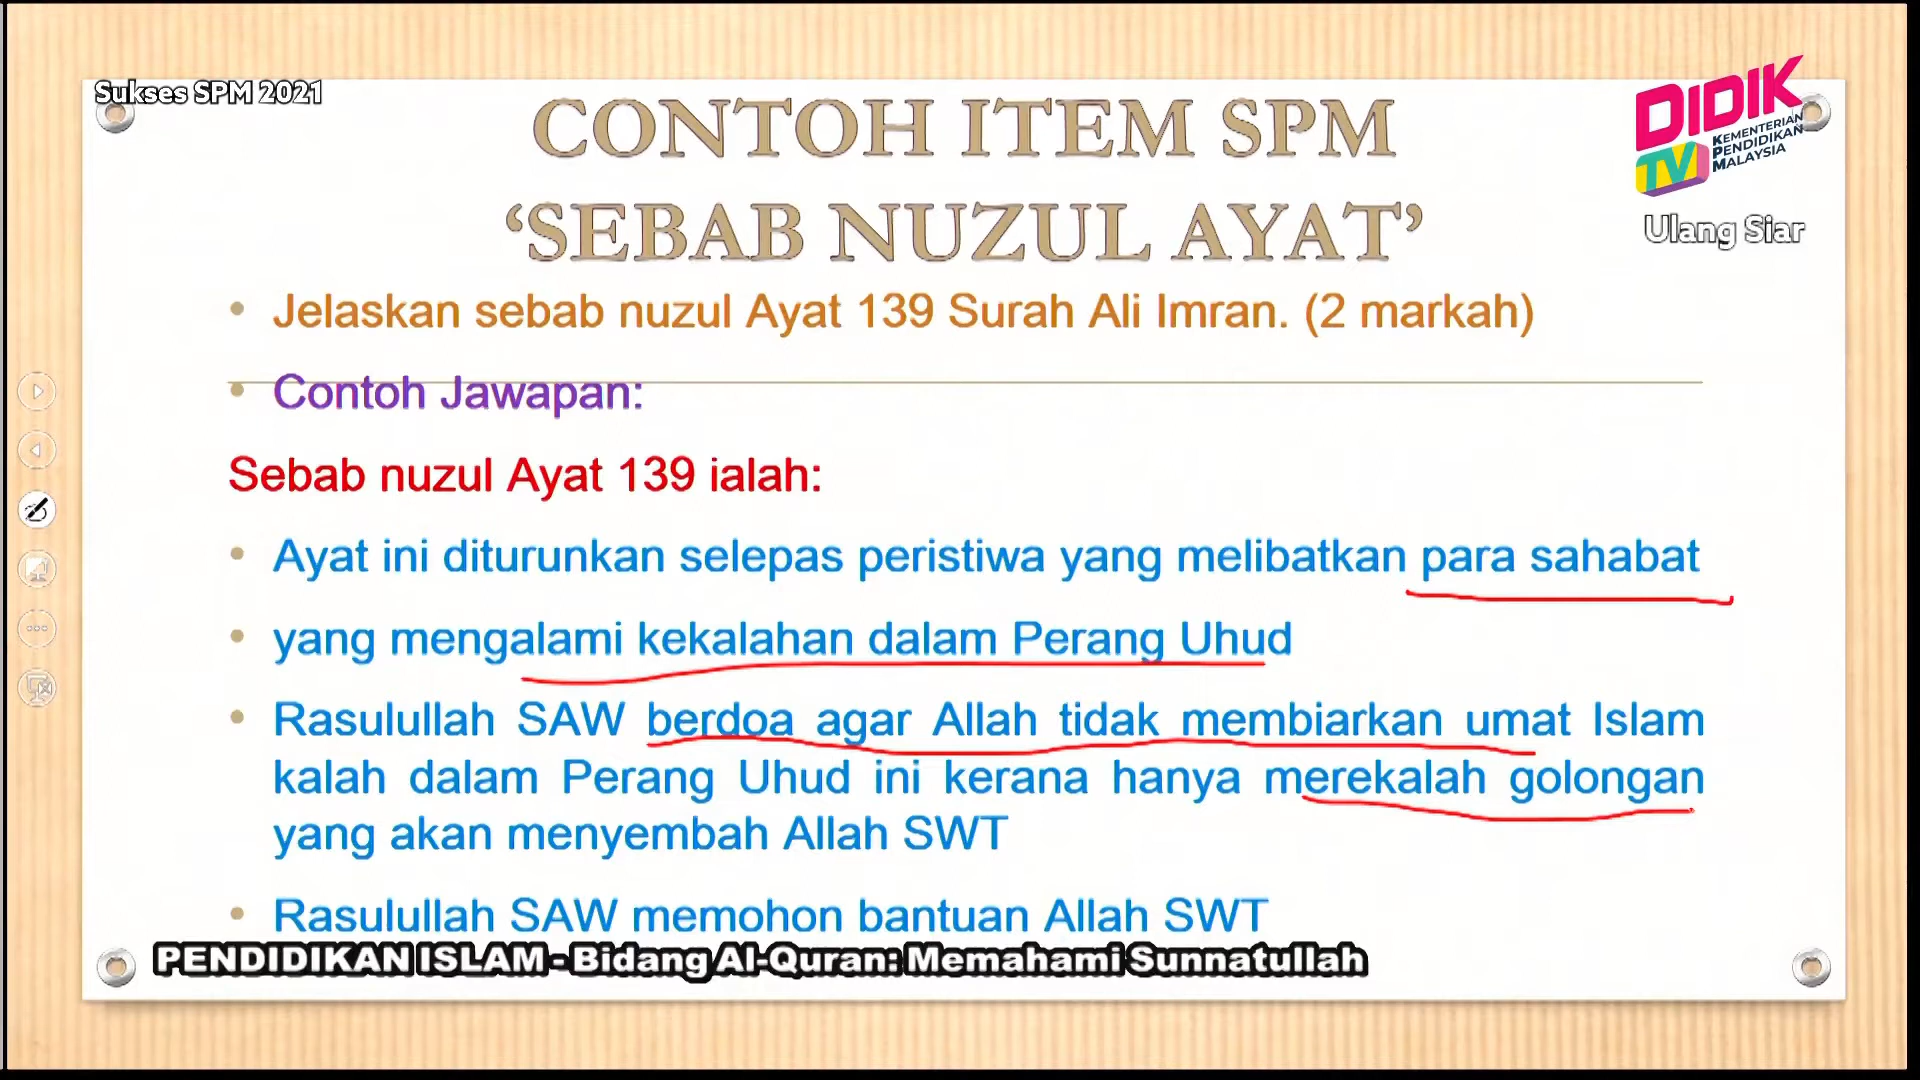 Sukses SPM 2021
CONTOH ITEM SPM
‘SEBAB NUZUL AYAT’
DIDIK
TV
KEMENTERIAN
PENDIDIKAN
MALAYSIA
Ulang Siar
• Jelaskan sebab nuzul Ayat 139 Surah Ali Imran. (2 markah)
• Contoh Jawapan:
Sebab nuzul Ayat 139 ialah:
• Ayat ini diturunkan selepas peristiwa yang melibatkan para sahabat
• yang mengalami kekalahan dalam Perang Uhud
• Rasulullah SAW berdoa agar Allah tidak membiarkan umat Islam
kalah dalam Perang Uhud ini kerana hanya merekalah golongan
yang akan menyembah Allah SWT
• Rasulullah SAW memohon bantuan Allah SWT
PENDIDIKAN ISLAM - Bidang Al-Quran: Memahami Sunnatullah